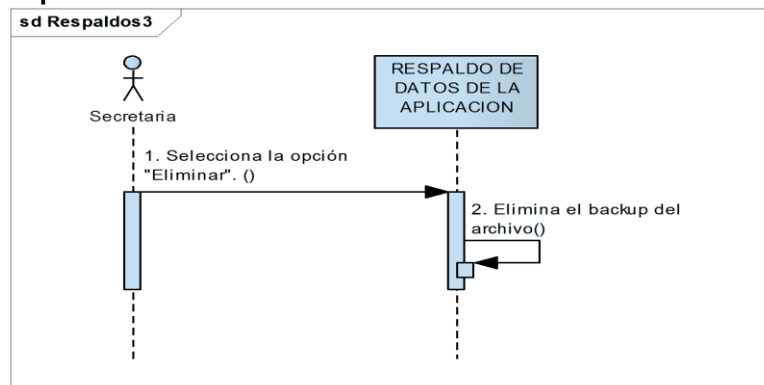 sd Respaldos3
Secretaria
RESPALDO DE
DATOS DE LA
APLICACION
1. Selecciona la opción
"Eliminar". ()
2. Elimina el backup del
archivo()